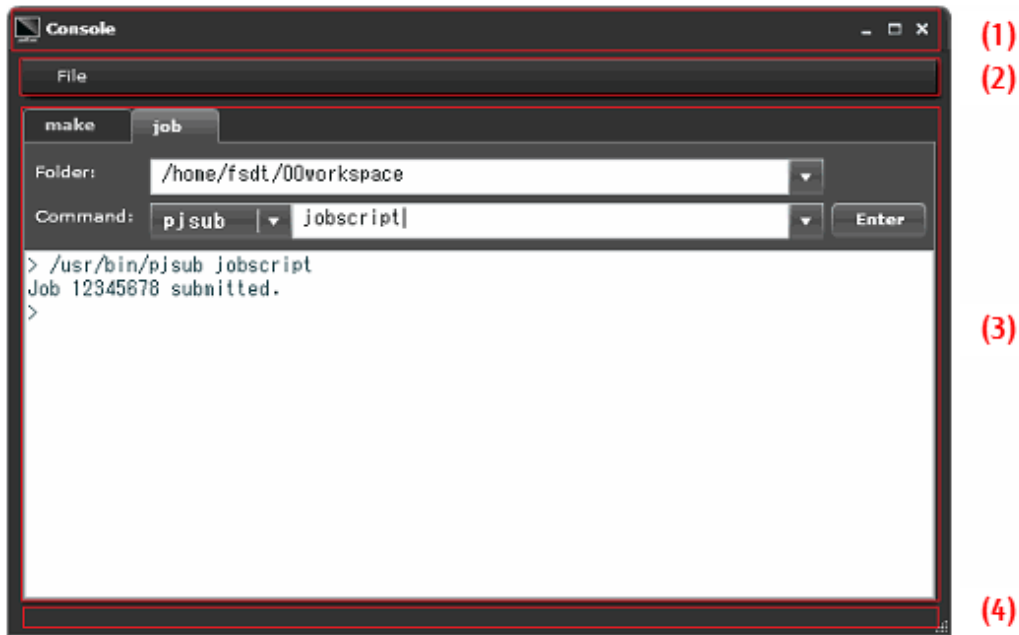 Console (1)
File (2)
make job
Folder: /home/fsdt/00workspace
Command: pjsub jobscript Enter
> /usr/bin/pjsub jobscript
Job 12345678 submitted.
>
(3)
(4)